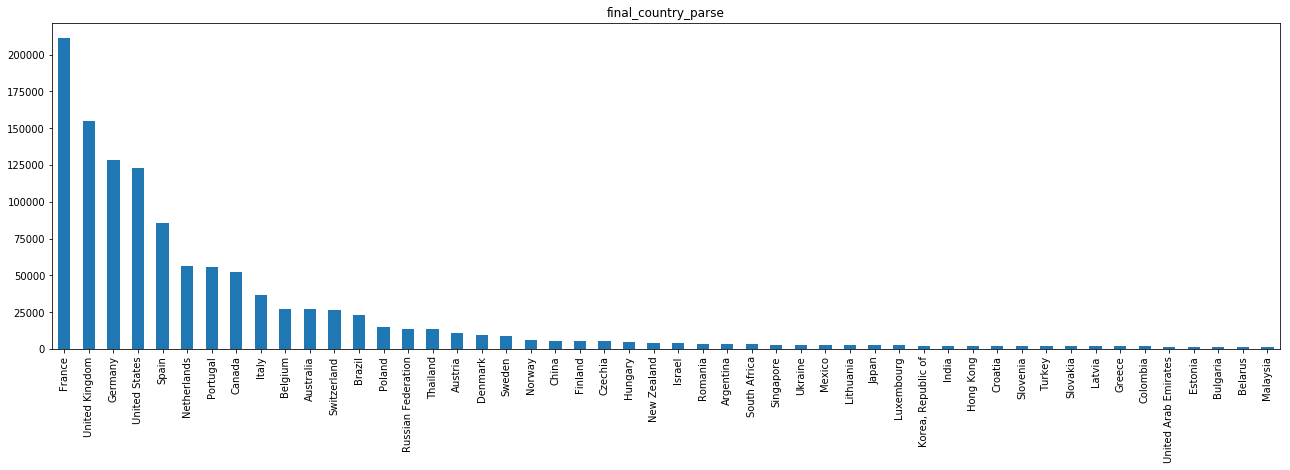 final_country_parse
200000
175000
150000
125000
100000
75000
50000
25000
0
France
United Kingdom
Germany
United States
Spain
Netherlands
Portugal
Canada
Italy
Belgium
Australia
Switzerland
Brazil
Poland
Russian Federation
Thailand
Austria
Denmark
Sweden
Norway
China
Finland
Czechia
Hungary
New Zealand
Israel
Romania
Argentina
South Africa
Singapore
Ukraine
Mexico
Lithuania
Japan
Luxembourg
Korea, Republic of
India
Hong Kong
Croatia
Slovenia
Turkey
Slovakia
Latvia
Greece
Colombia
United Arab Emirates
Estonia
Bulgaria
Belarus
Malaysia